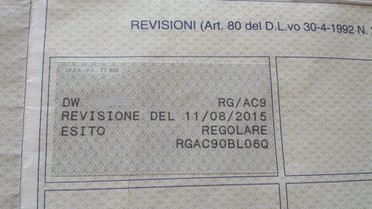 REVISIONI (Art. 80 del D.L.vo 30-4-1992 N.
DW RG/AC9
REVISIONE DEL 11/08/2015
ESITO REGOLARE
RGAC90BL06Q